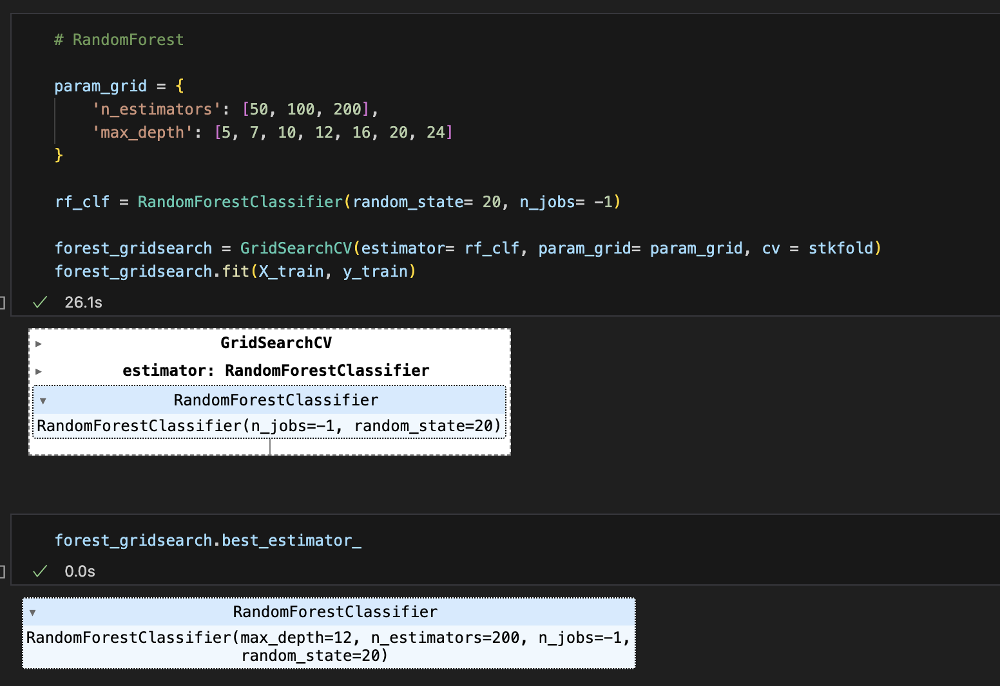 # RandomForest
param_grid = {
'n_estimators': [50, 100, 200],
'max_depth': [5, 7, 10, 12, 16, 20, 24]
}
rf_clf = RandomForestClassifier(random_state= 20, n_jobs= -1)
forest_gridsearch = GridSearchCV(estimator= rf_clf, param_grid= param_grid, cv = stkfold)
forest_gridsearch.fit(X_train, y_train)
] ✓ 26.1s
▸ GridSearchCV
▸ estimator: RandomForestClassifier
▾ RandomForestClassifier
RandomForestClassifier(n_jobs=-1, random_state=20)
forest_gridsearch.best_estimator_
] ✓ 0.0s
▾ RandomForestClassifier
RandomForestClassifier(max_depth=12, n_estimators=200, n_jobs=-1,
random_state=20)